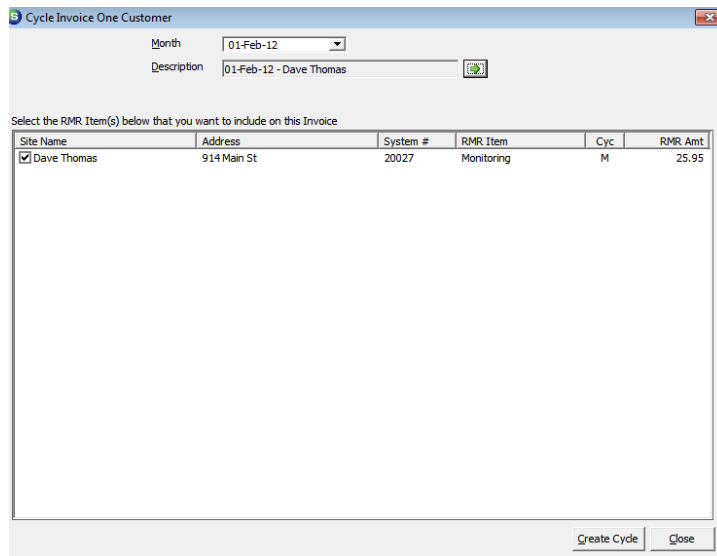 S Cycle Invoice One Customer
Month 01-Feb-12
Description 01-Feb-12 - Dave Thomas
Select the RMR Item(s) below that you want to include on this Invoice
Site Name Address System # RMR Item Cyc RMR Amt
Dave Thomas 914 Main St 20027 Monitoring M 25.95
Create Cycle Close